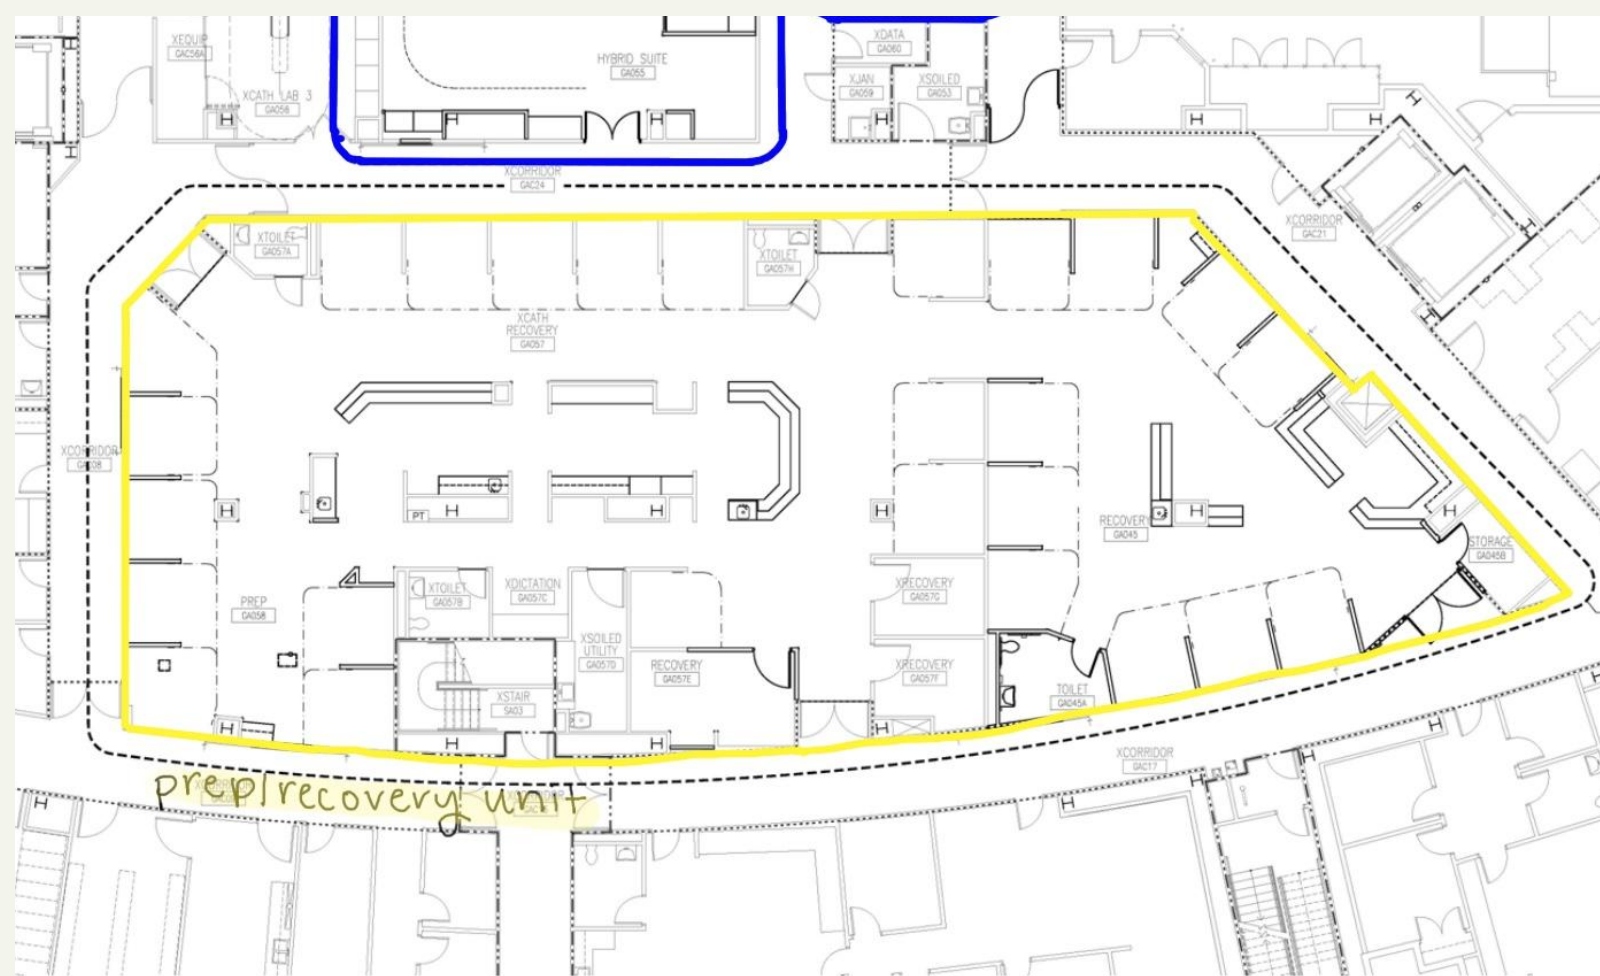 XEQUIP
GAC56A
XCATH LAB 3
GA056
HYBRID SUITE
GA055
XDATA
GA060
XJAN
GA059
XSOILED
GA053
XCORRIDOR
GAC24
XCORRIDOR
GAC21
XTOILET
GA057A
XTOILET
GA057H
XCATH
RECOVERY
GA057
XCORRIDOR
PT
RECOVERY
GA045
STORAGE
GA045B
PREP
GA058
XTOILET
GA057B
XDICTATION
GA057C
XRECOVERY
GA057G
XSOILED
UTILITY
GA057D
RECOVERY
GA057E
XRECOVERY
GA057F
XSTAIR
SA03
TOILET
GA045A
XCORRIDOR
GAC17
prep/recovery unit